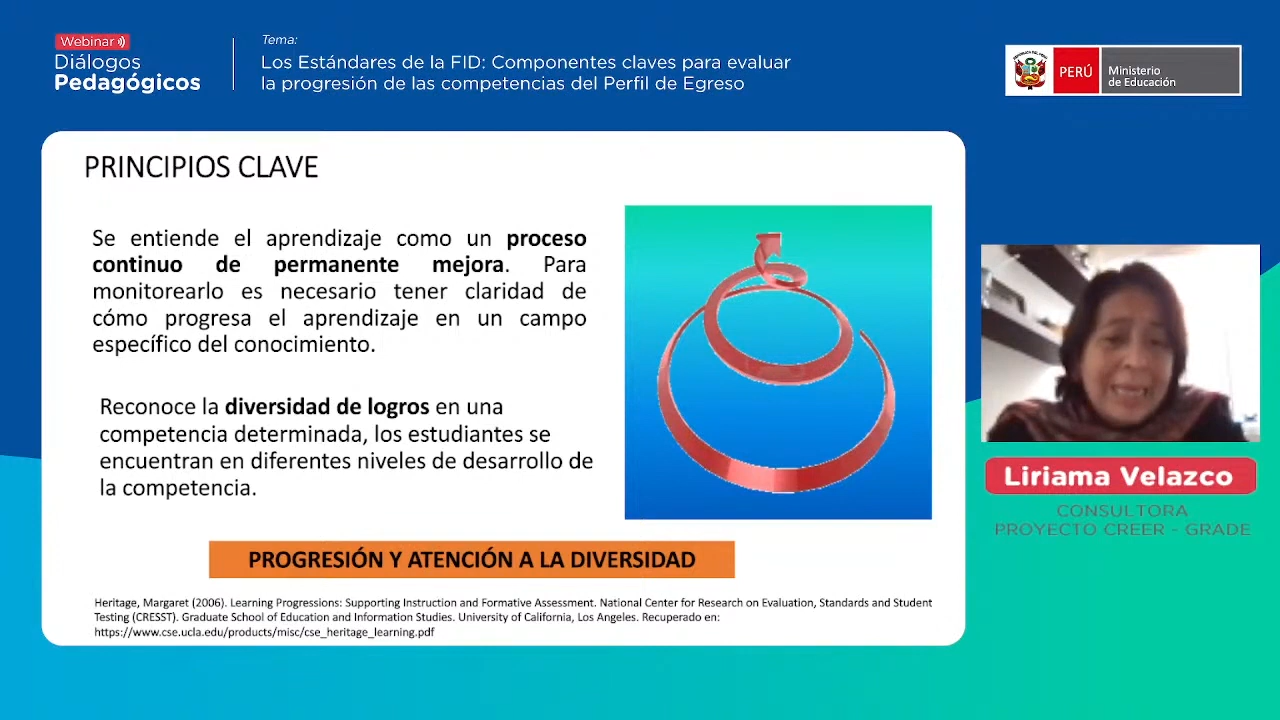 Webinar
Diálogos
Pedagógicos
Tema:
Los Estándares de la FID: Componentes claves para evaluar
la progresión de las competencias del Perfil de Egreso
PERÚ
Ministerio
de Educación
PRINCIPIOS CLAVE
Se entiende el aprendizaje como un proceso
continuo de permanente mejora. Para
monitorearlo es necesario tener claridad de
cómo progresa el aprendizaje en un campo
específico del conocimiento.
Reconoce la diversidad de logros en una
competencia determinada, los estudiantes se
encuentran en diferentes niveles de desarrollo de
la competencia.
PROGRESIÓN Y ATENCIÓN A LA DIVERSIDAD
Heritage, Margaret (2006). Learning Progressions: Supporting Instruction and Formative Assessment. National Center for Research on Evaluation, Standards and Student
Testing (CRESST). Graduate School of Education and Information Studies. University of California, Los Angeles. Recuperado en:
https://www.cse.ucla.edu/products/misc/cse_heritage_learning.pdf
Liriama Velazco
CONSULTORA
PROYECTO CREER - GRADE